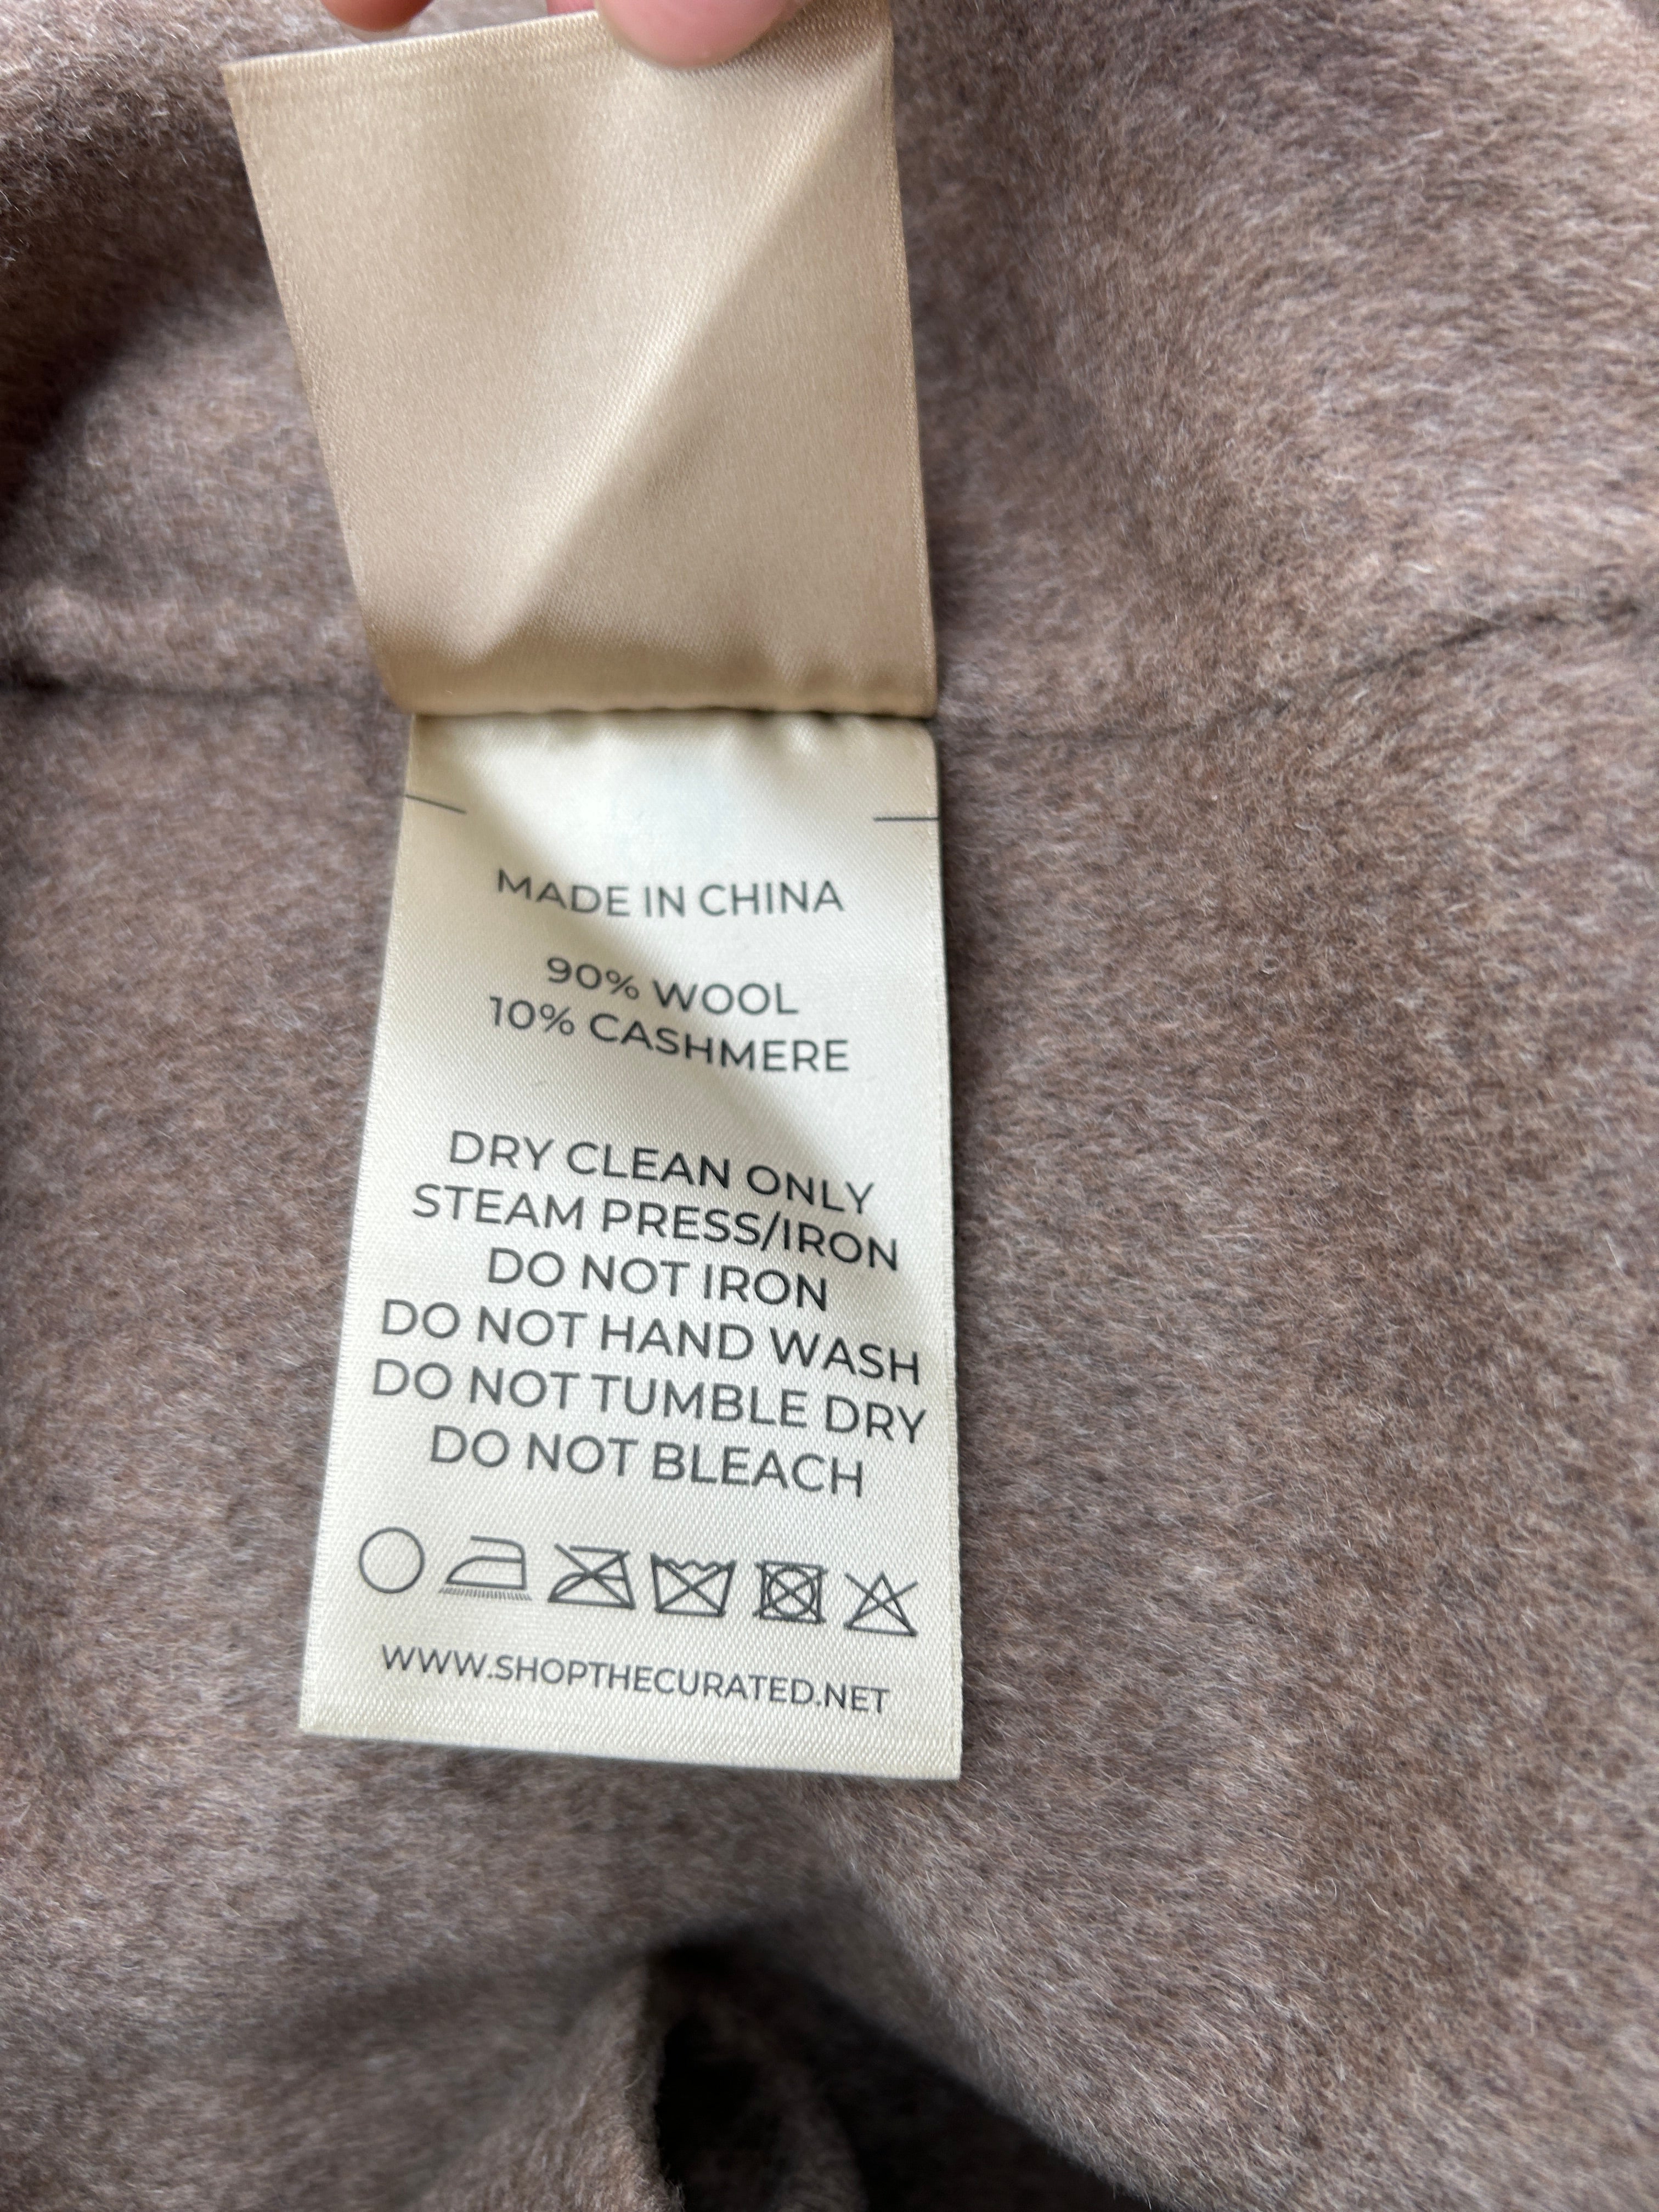 MADE IN CHINA
90% WOOL
10% CASHMERE
DRY CLEAN ONLY
STEAM PRESS/IRON
DO NOT IRON
DO NOT HAND WASH
DO NOT TUMBLE DRY
DO NOT BLEACH
WWW.SHOPTHECURATED.NET